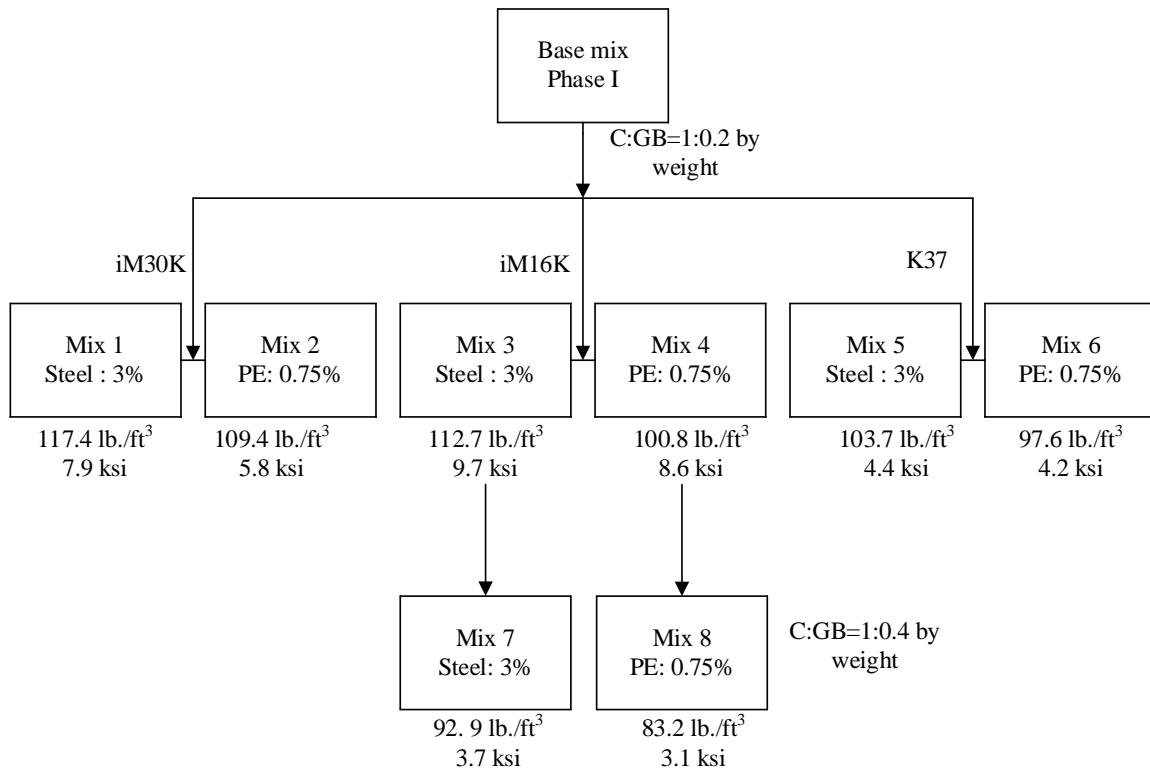 Base mix
Phase I
C:GB=1:0.2 by
weight
iM30K
iM16K
K37
Mix 1
Steel : 3%
Mix 2
PE: 0.75%
Mix 3
Steel : 3%
Mix 4
PE: 0.75%
Mix 5
Steel : 3%
Mix 6
PE: 0.75%
117.4 lb./ft³
7.9 ksi
109.4 lb./ft³
5.8 ksi
112.7 lb./ft³
9.7 ksi
100.8 lb./ft³
8.6 ksi
103.7 lb./ft³
4.4 ksi
97.6 lb./ft³
4.2 ksi
Mix 7
Steel: 3%
Mix 8
PE: 0.75%
C:GB=1:0.4 by
weight
92. 9 lb./ft³
3.7 ksi
83.2 lb./ft³
3.1 ksi